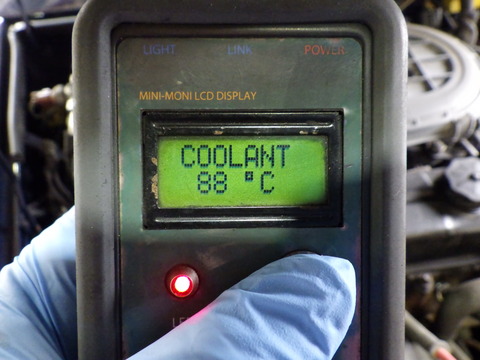 LIGHT LINK POWER
MINI-MONI LCD DISPLAY
COOLANT
88 °C